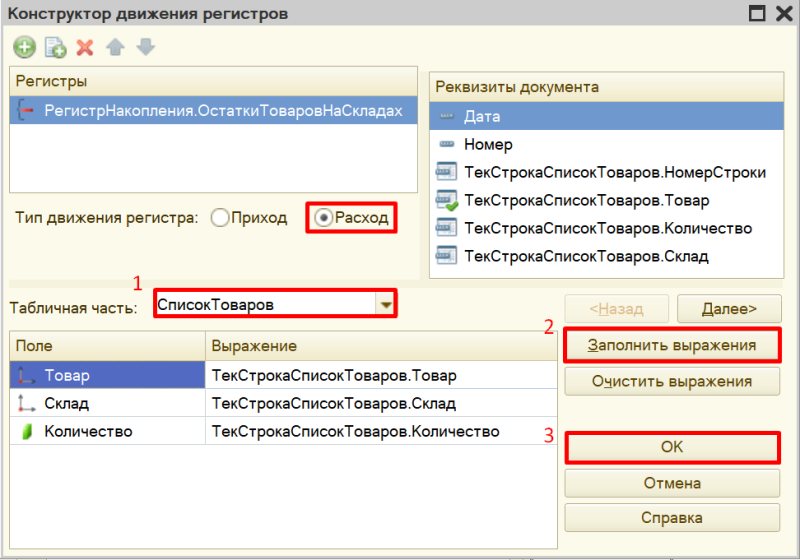 Конструктор движения регистров
Регистры
РегистрНакопления.ОстаткиТоваровНаСкладах
Реквизиты документа
Дата
Номер
ТекСтрокаСписокТоваров.НомерСтроки
ТекСтрокаСписокТоваров.Товар
ТекСтрокаСписокТоваров.Количество
ТекСтрокаСписокТоваров.Склад
Тип движения регистра: Приход Расход
1
Табличная часть: СписокТоваров
<Назад Далее>
2
Заполнить выражения
Очистить выражения
Поле Выражение
Товар ТекСтрокаСписокТоваров.Товар
Склад ТекСтрокаСписокТоваров.Склад
Количество ТекСтрокаСписокТоваров.Количество
3
OK
Отмена
Справка